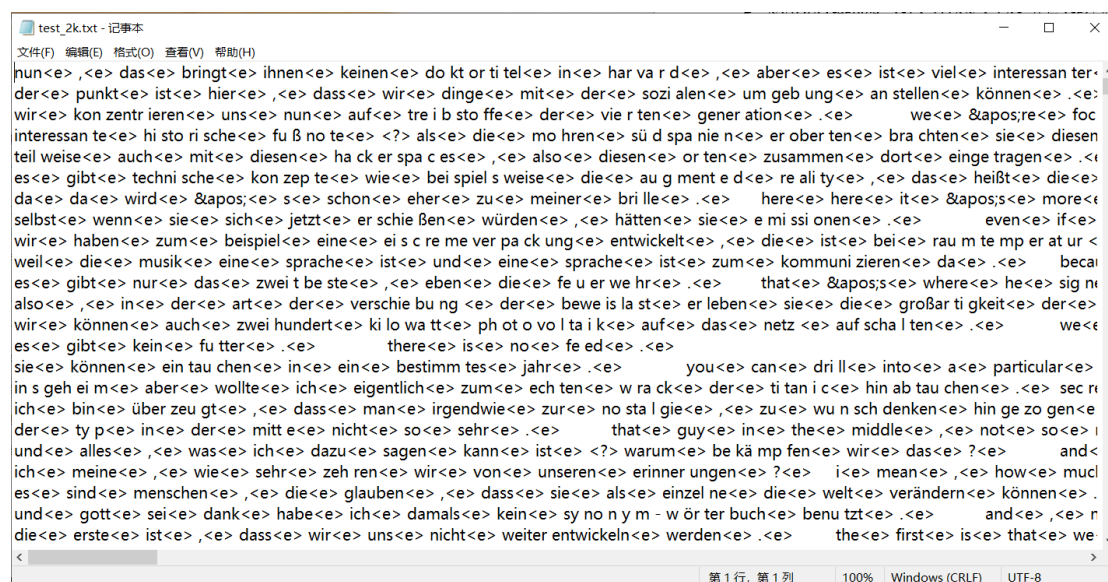 test_2k.txt - 记事本
文件(F) 编辑(E) 格式(O) 查看(V) 帮助(H)
nun<e> ,<e> das<e> bringt<e> ihnen<e> keinen<e> do kt or ti tel<e> in<e> har va r d<e> ,<e> aber<e> es<e> ist<e> viel<e> interessan ter<
der<e> punkt<e> ist<e> hier<e> ,<e> dass<e> wir<e> dinge<e> mit<e> der<e> sozi alen<e> um geb ung<e> an stellen<e> können<e> .<e>
wir<e> kon zentr ieren<e> uns<e> nun<e> auf<e> tre i b sto ffe<e> der<e> vie r ten<e> gener ation<e> .<e> we<e> &apos;re<e> foc
interessan te<e> hi sto ri sche<e> fu ß no te<e> <?> als<e> die<e> mo hren<e> sü d spa nie n<e> er ober ten<e> bra chten<e> sie<e> diesen
teil weise<e> auch<e> mit<e> diesen<e> ha ck er spa c es<e> ,<e> also<e> diesen<e> or ten<e> zusammen<e> dort<e> einge tragen<e> .<e
es<e> gibt<e> techni sche<e> kon zep te<e> wie<e> bei spiel s weise<e> die<e> au g ment e d<e> re ali ty<e> ,<e> das<e> heißt<e> die<e>
da<e> da<e> wird<e> &apos;<e> s<e> schon<e> eher<e> zu<e> meiner<e> bri lle<e> .<e> here<e> here<e> it<e> &apos;s<e> more<e
selbst<e> wenn<e> sie<e> sich<e> jetzt<e> er schie ßen<e> würden<e> ,<e> hätten<e> sie<e> e mi ssi onen<e> .<e> even<e> if<e>
wir<e> haben<e> zum<e> beispiel<e> eine<e> ei s c re me ver pa ck ung<e> entwickelt<e> ,<e> die<e> ist<e> bei<e> rau m te mp er at ur <
weil<e> die<e> musik<e> eine<e> sprache<e> ist<e> und<e> eine<e> sprache<e> ist<e> zum<e> kommuni zieren<e> da<e> .<e> becau
es<e> gibt<e> nur<e> das<e> zwei t be ste<e> ,<e> eben<e> die<e> fe u er we hr<e> .<e> that<e> &apos;s<e> where<e> he<e> sig ne
also<e> ,<e> in<e> der<e> art<e> der<e> verschie bu ng <e> der<e> bewe is la st<e> er leben<e> sie<e> die<e> großar ti gkeit<e> der<e>
wir<e> können<e> auch<e> zwei hundert<e> ki lo wa tt<e> ph ot o vo l ta i k<e> auf<e> das<e> netz <e> auf scha l ten<e> .<e> we<e
es<e> gibt<e> kein<e> fu tter<e> .<e> there<e> is<e> no<e> fe ed<e> .<e>
sie<e> können<e> ein tau chen<e> in<e> ein<e> bestimm tes<e> jahr<e> .<e> you<e> can<e> dri ll<e> into<e> a<e> particular<e>
in s geh ei m<e> aber<e> wollte<e> ich<e> eigentlich<e> zum<e> ech ten<e> w ra ck<e> der<e> ti tan i c<e> hin ab tau chen<e> .<e> sec re
ich<e> bin<e> über zeu gt<e> ,<e> dass<e> man<e> irgendwie<e> zur<e> no sta l gie<e> ,<e> zu<e> wu n sch denken<e> hin ge zo gen<e
der<e> ty p<e> in<e> der<e> mitt e<e> nicht<e> so<e> sehr<e> .<e> that<e> guy<e> in<e> the<e> middle<e> ,<e> not<e> so<e>
und<e> alles<e> ,<e> was<e> ich<e> dazu<e> sagen<e> kann<e> ist<e> <?> warum<e> be kä mp fen<e> wir<e> das<e> ?<e> and<
ich<e> meine<e> ,<e> wie<e> sehr<e> zeh ren<e> wir<e> von<e> unseren<e> erinner ungen<e> ?<e> i<e> mean<e> ,<e> how<e> mucl
es<e> sind<e> menschen<e> ,<e> die<e> glauben<e> ,<e> dass<e> sie<e> als<e> einzel ne<e> die<e> welt<e> verändern<e> können<e> .
und<e> gott<e> sei<e> dank<e> habe<e> ich<e> damals<e> kein<e> sy no n y m - w ör ter buch<e> benu tzt<e> .<e> and<e> ,<e>
die<e> erste<e> ist<e> ,<e> dass<e> wir<e> uns<e> nicht<e> weiter entwickeln<e> werden<e> .<e> the<e> first<e> is<e> that<e> we
第 1 行，第 1 列 100% Windows (CRLF) UTF-8